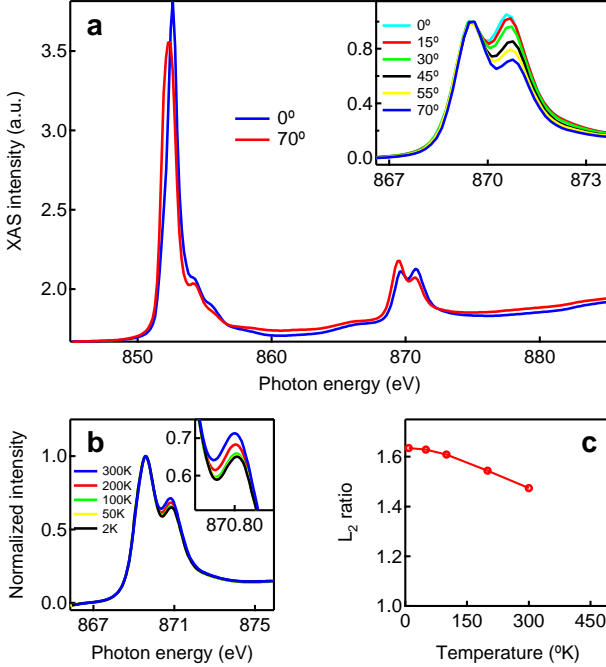 a
XAS intensity (a.u.)
3.5
3.0
2.5
2.0
850
860
870
880
Photon energy (eV)
0º
70º
1.0
0.8
0.4
0.0
867
870
873
0º
15º
30º
45º
55º
70º
b
Normalized intensity
1.0
0.5
0.0
867
871
875
Photon energy (eV)
300K
200K
100K
50K
2K
0.7
0.6
870.80
c
L2 ratio
1.6
1.4
1.2
1.0
0
150
300
450
Temperature (ºK)